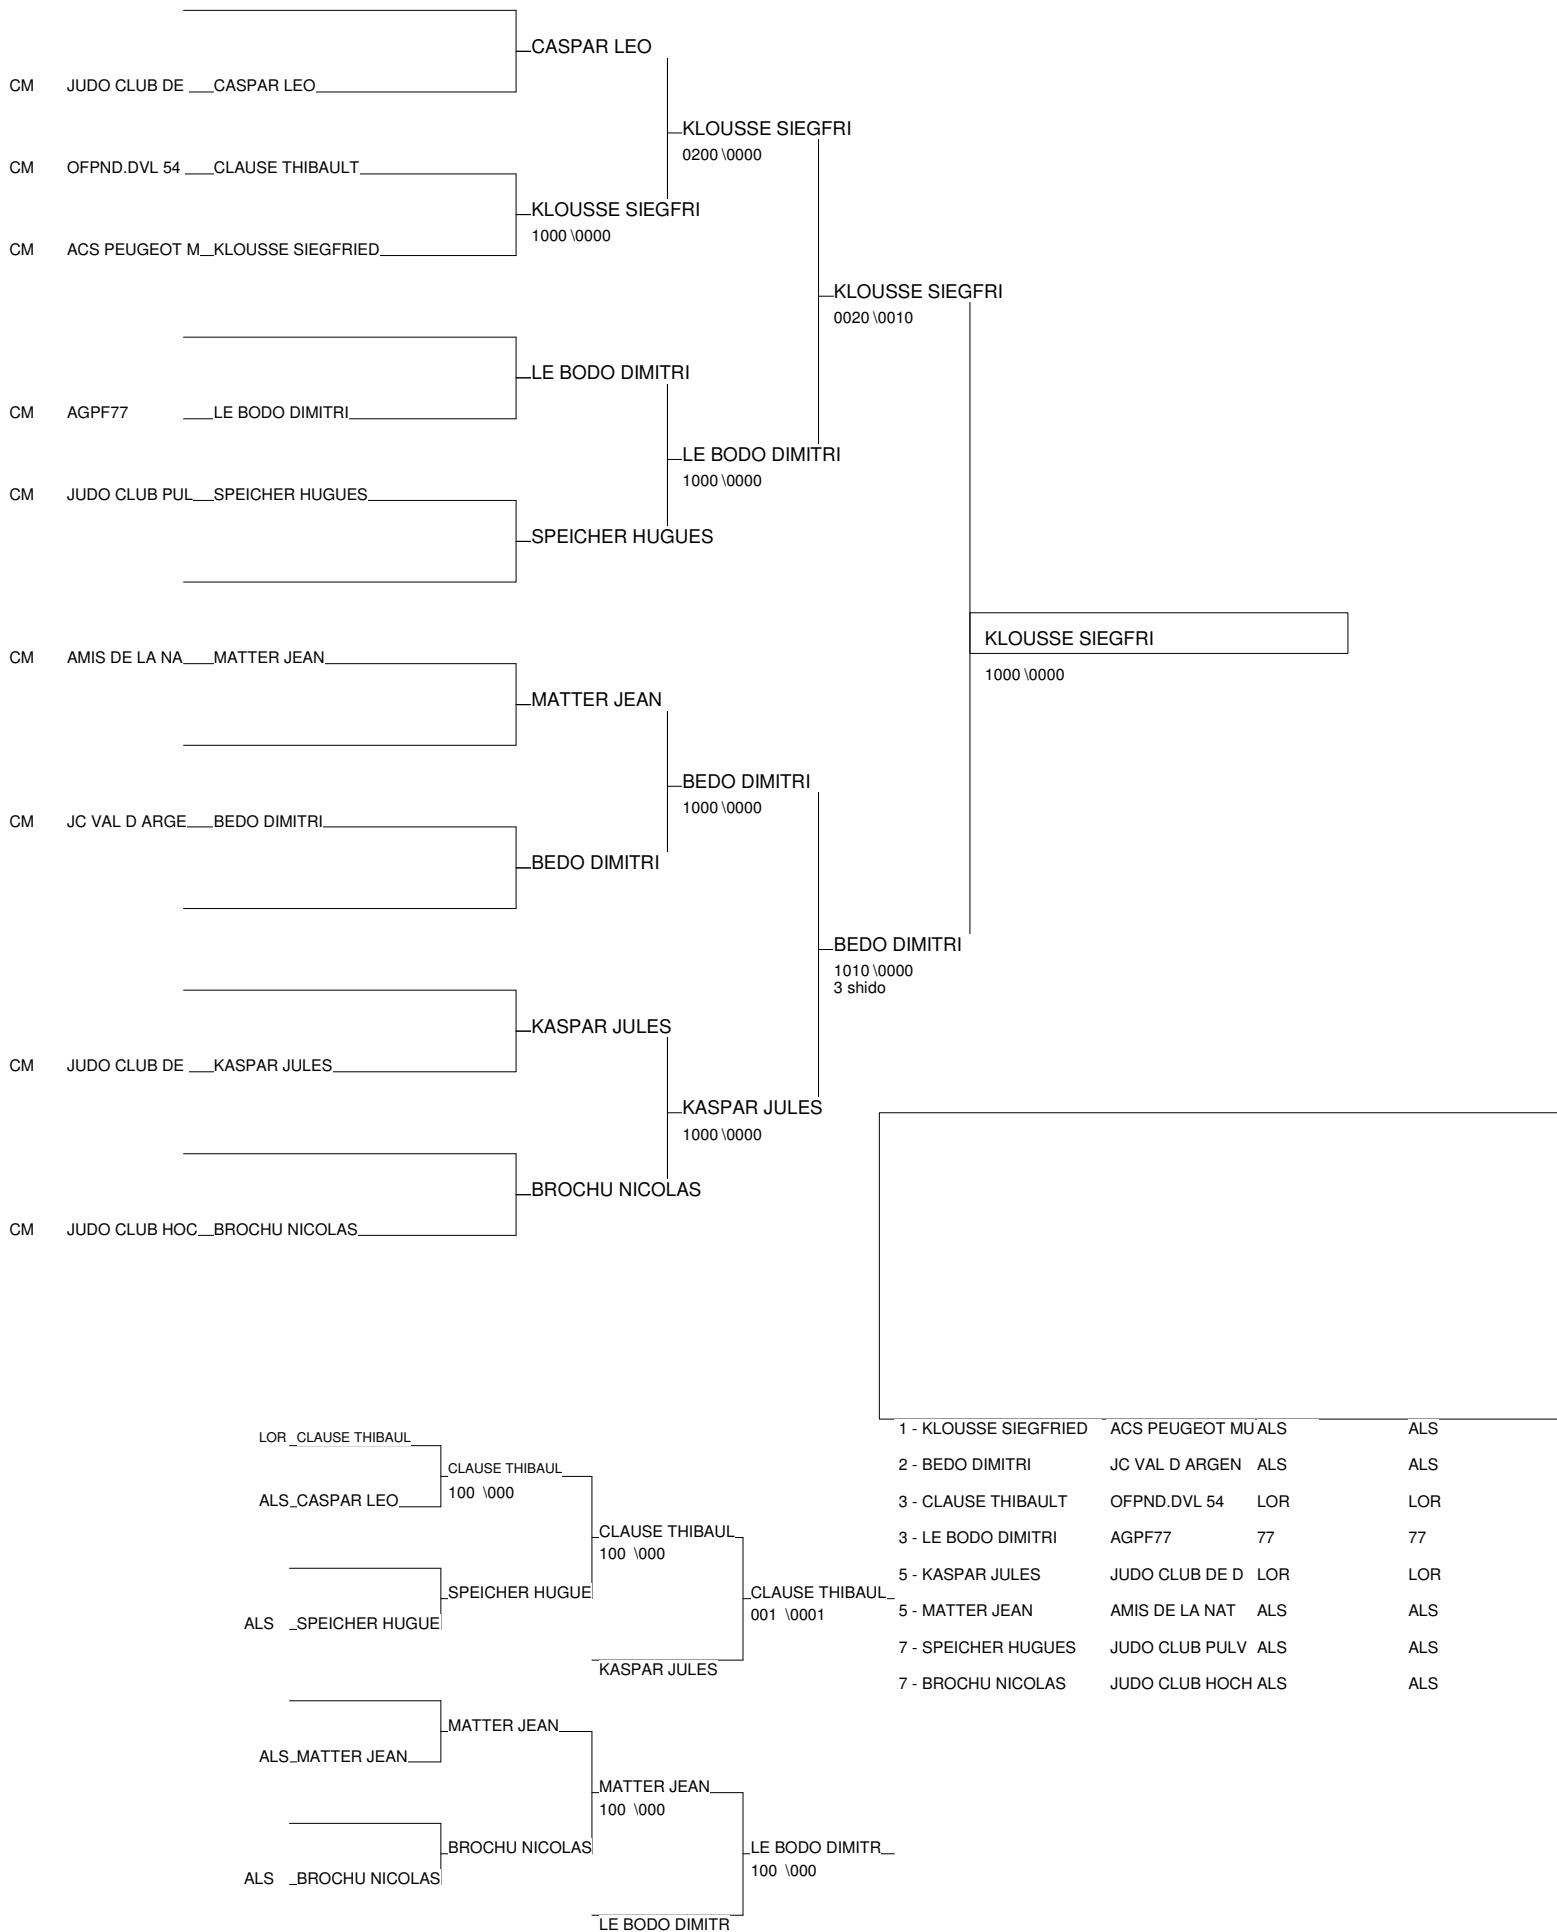 CASPAR LEO
CM JUDO CLUB DE CASPAR LEO
KLOUSSE SIEGFRI
0200 \0000
CM OFPND.DVL 54 CLAUSE THIBAULT
KLOUSSE SIEGFRI
1000 \0000
CM ACS PEUGEOT M KLOUSSE SIEGFRIED
KLOUSSE SIEGFRI
0020 \0010
LE BODO DIMITRI
CM AGPF77 LE BODO DIMITRI
LE BODO DIMITRI
1000 \0000
CM JUDO CLUB PUL SPEICHER HUGUES
SPEICHER HUGUES
KLOUSSE SIEGFRI
1000 \0000
CM AMIS DE LA NA MATTER JEAN
MATTER JEAN
BEDO DIMITRI
1000 \0000
CM JC VAL D ARGE BEDO DIMITRI
BEDO DIMITRI
BEDO DIMITRI
1010 \0000
3 shido
KASPAR JULES
CM JUDO CLUB DE KASPAR JULES
KASPAR JULES
1000 \0000
BROCHU NICOLAS
CM JUDO CLUB HOC BROCHU NICOLAS
LOR CLAUSE THIBAUL
CLAUSE THIBAUL
100 \000
ALS CASPAR LEO
CLAUSE THIBAUL
100 \000
SPEICHER HUGUE
ALS SPEICHER HUGUE
CLAUSE THIBAUL
001 \0001
KASPAR JULES
MATTER JEAN
ALS MATTER JEAN
MATTER JEAN
100 \000
BROCHU NICOLAS
ALS BROCHU NICOLAS
LE BODO DIMITR
100 \000
LE BODO DIMITR
1 - KLOUSSE SIEGFRIED ACS PEUGEOT MU ALS ALS
2 - BEDO DIMITRI JC VAL D ARGEN ALS ALS
3 - CLAUSE THIBAULT OFPND.DVL 54 LOR LOR
3 - LE BODO DIMITRI AGPF77 77 77
5 - KASPAR JULES JUDO CLUB DE D LOR LOR
5 - MATTER JEAN AMIS DE LA NAT ALS ALS
7 - SPEICHER HUGUES JUDO CLUB PULV ALS ALS
7 - BROCHU NICOLAS JUDO CLUB HOCH ALS ALS